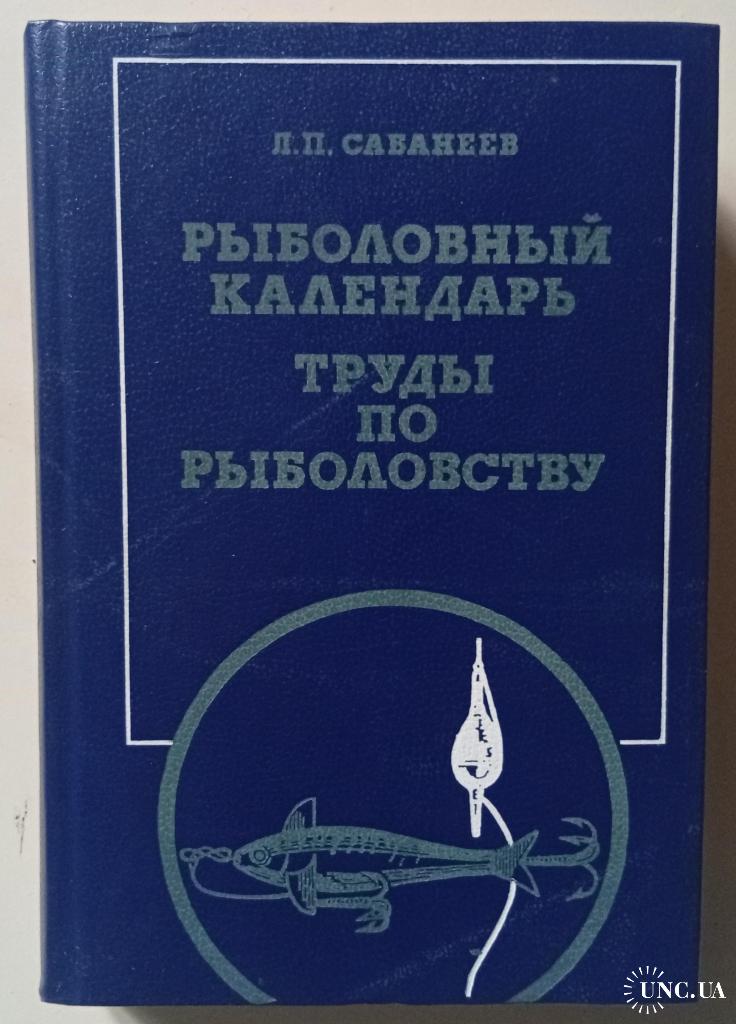 Л.П. САБАНЕЕВ
РЫБОЛОВНЫЙ
КАЛЕНДАРЬ
ТРУДЫ
ПО
РЫБОЛОВСТВУ
UNC.UA